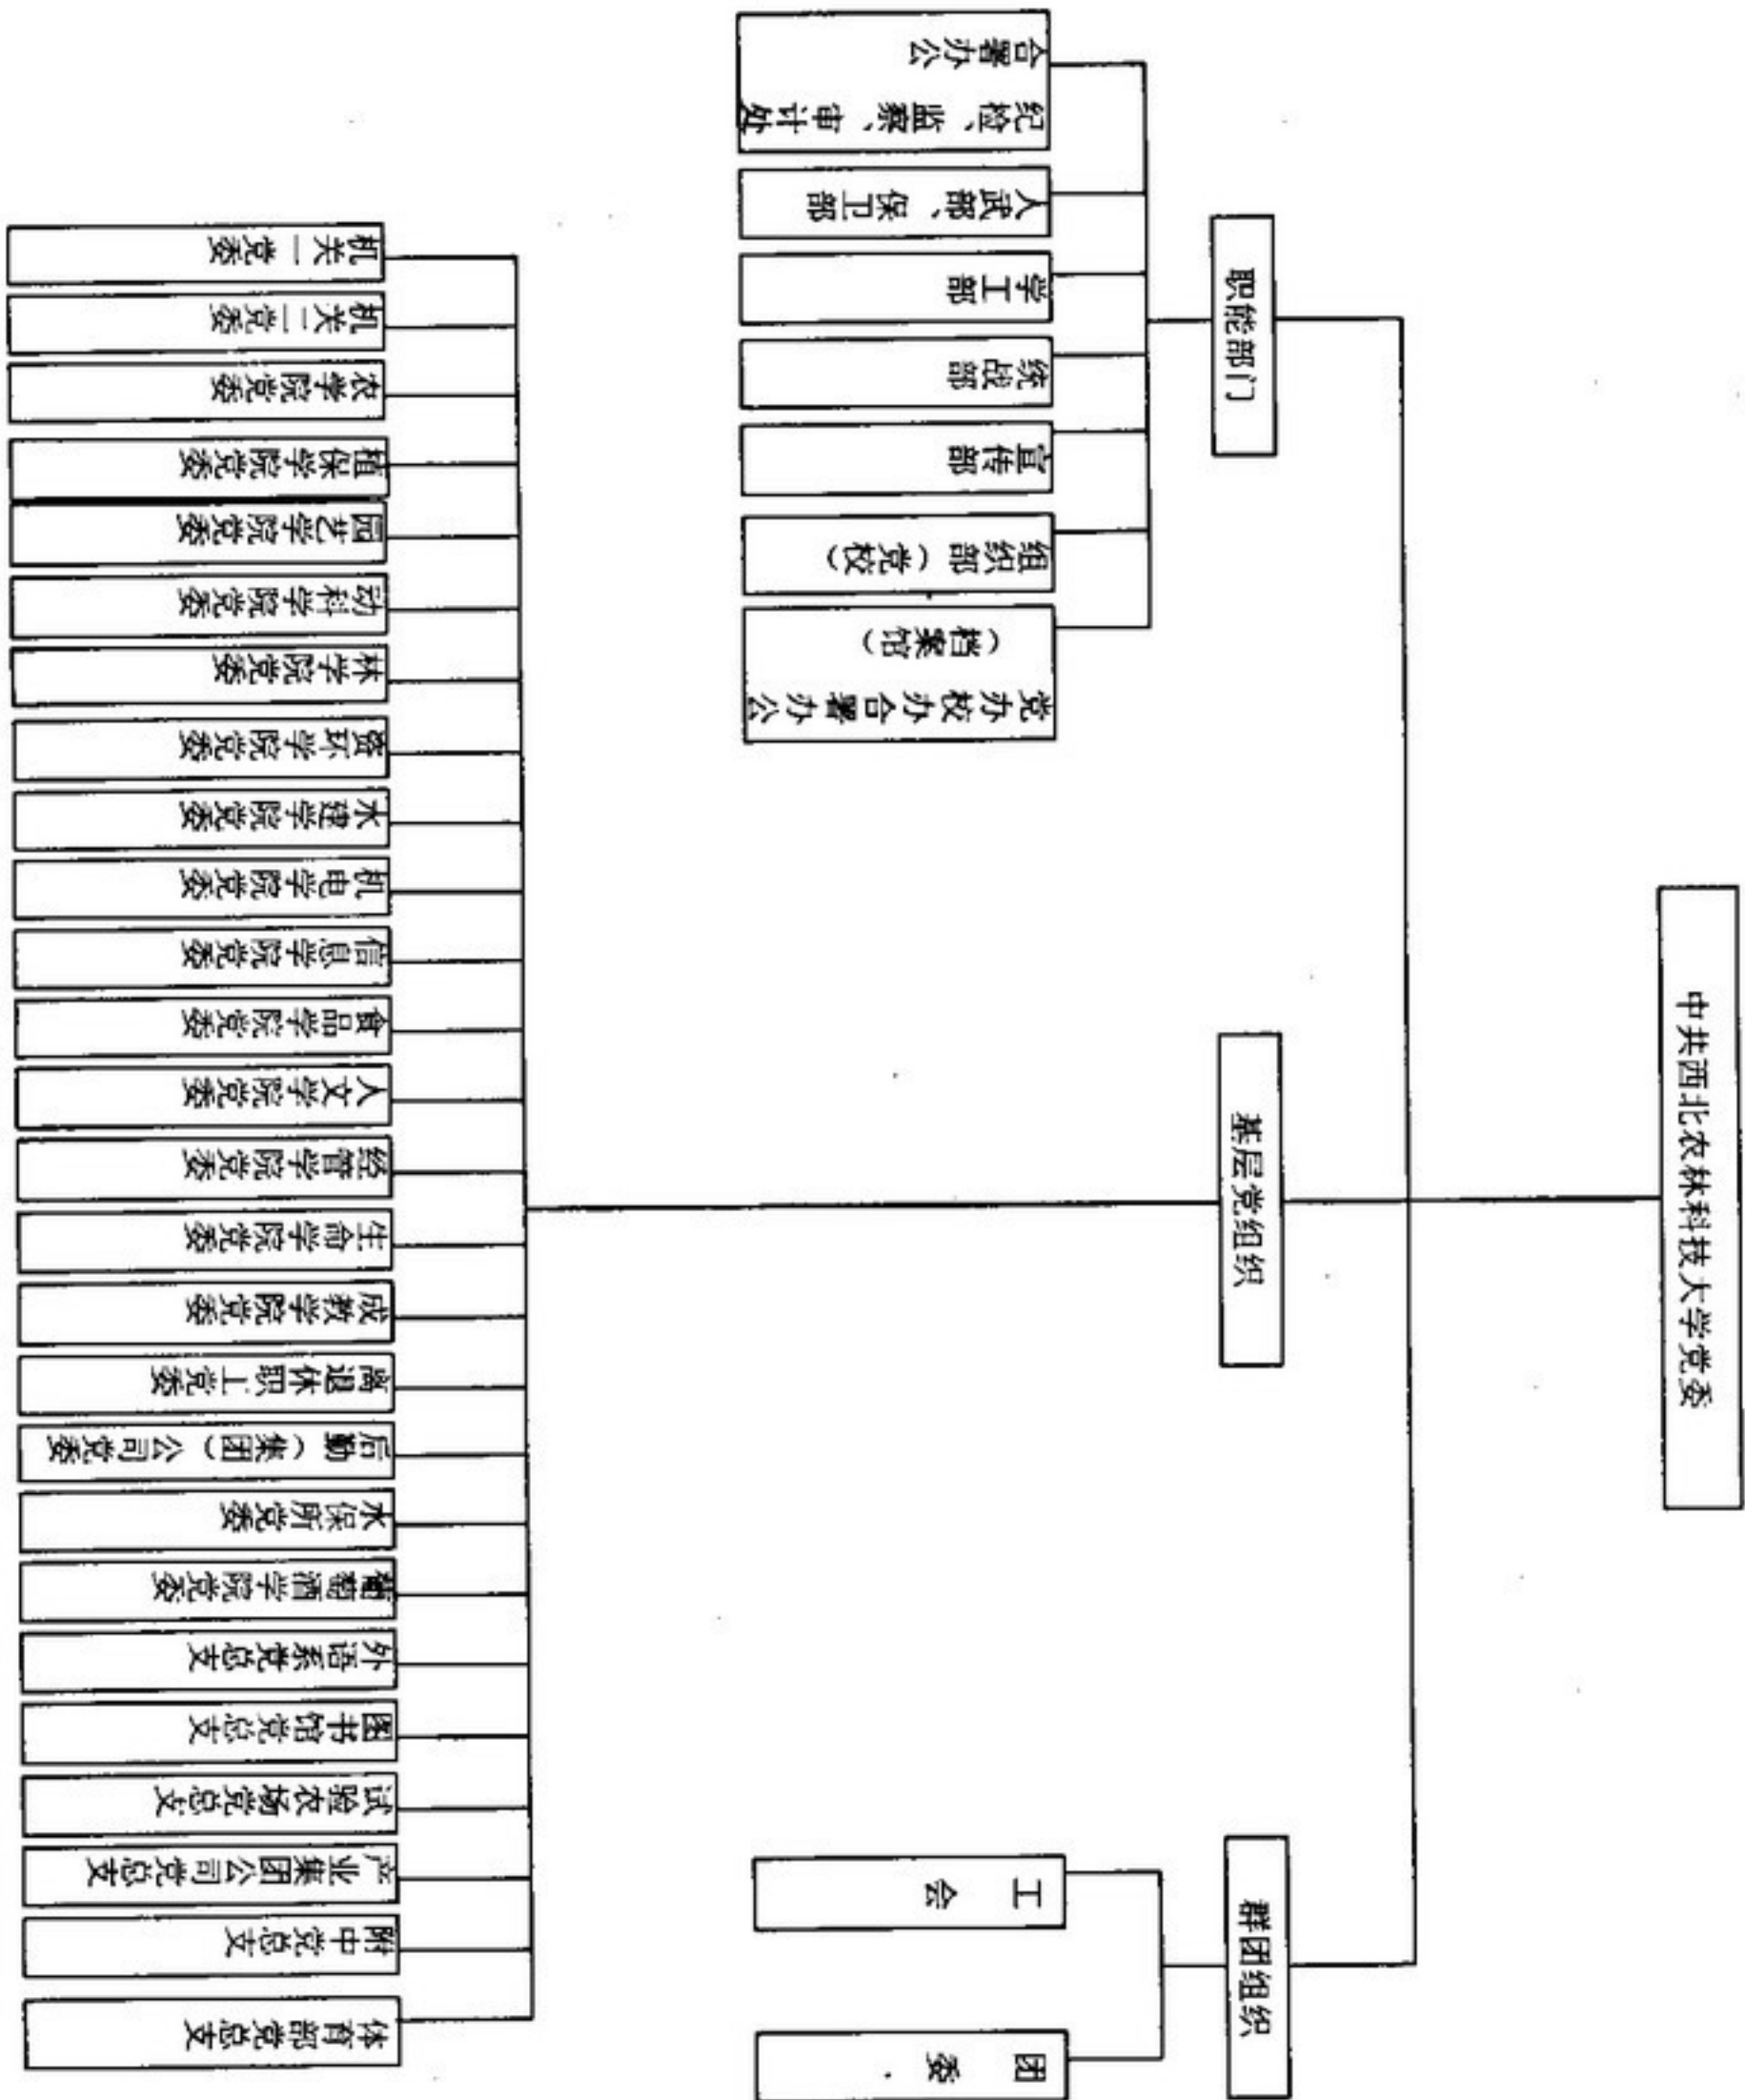 中共西北农林科技大学党委
职能部门
基层党组织
群团组织
党办校办合署办公
(档案馆)
组织部(党校)
宣传部
统战部
学工部
人武部、保卫部
纪检、监察、审计处
合署办公
工会
团委
机关一党委
机关二党委
农学院党委
植保学院党委
园艺学院党委
动科学院党委
林学院党委
资环学院党委
水建学院党委
机电学院党委
信息学院党委
食品学院党委
人文学院党委
经管学院党委
生命学院党委
成教学院党委
离退休职工党委
后勤(集团)公司党委
水保所党委
葡萄酒学院党委
外语系党总支
图书馆党总支
试验农场党总支
产业集团公司党总支
附中党总支
体育部党总支